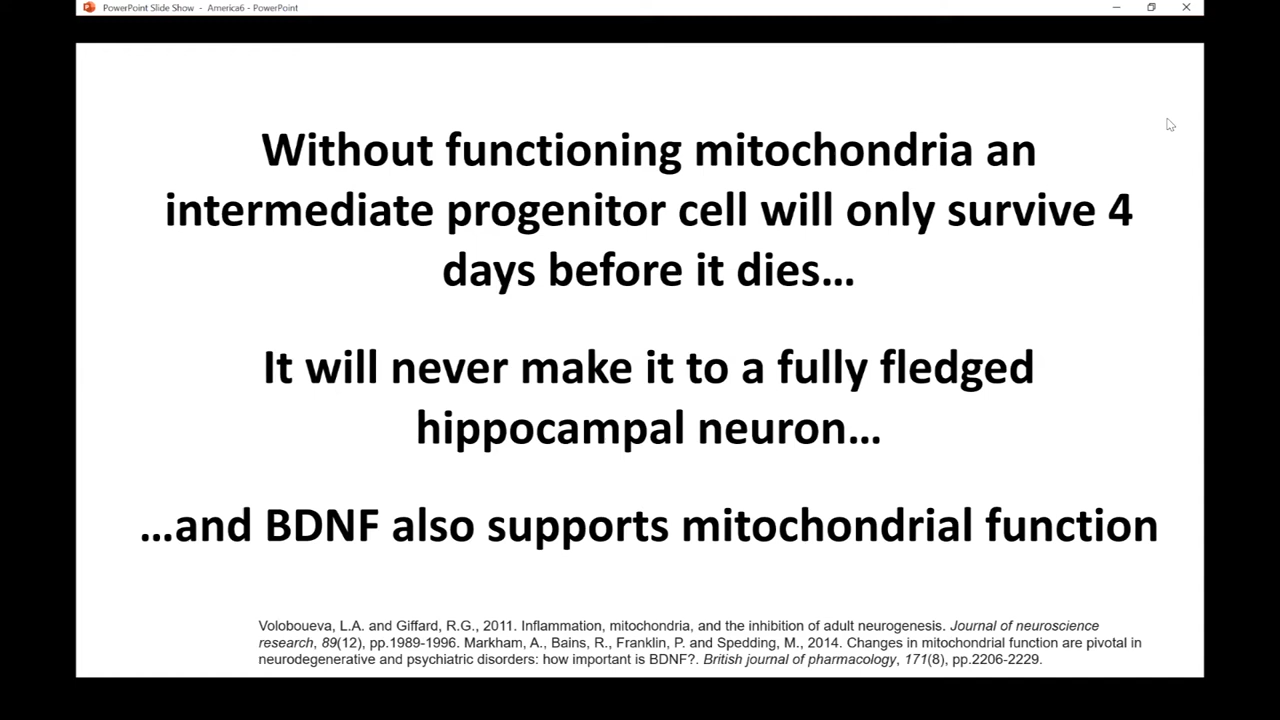 PowerPoint Slide Show - America6 - PowerPoint
Without functioning mitochondria an
intermediate progenitor cell will only survive 4
days before it dies…
It will never make it to a fully fledged
hippocampal neuron…
…and BDNF also supports mitochondrial function
Voloboueva, L.A. and Giffard, R.G., 2011. Inflammation, mitochondria, and the inhibition of adult neurogenesis. Journal of neuroscience
research, 89(12), pp.1989-1996. Markham, A., Bains, R., Franklin, P. and Spedding, M., 2014. Changes in mitochondrial function are pivotal in
neurodegenerative and psychiatric disorders: how important is BDNF?. British journal of pharmacology, 171(8), pp.2206-2229.